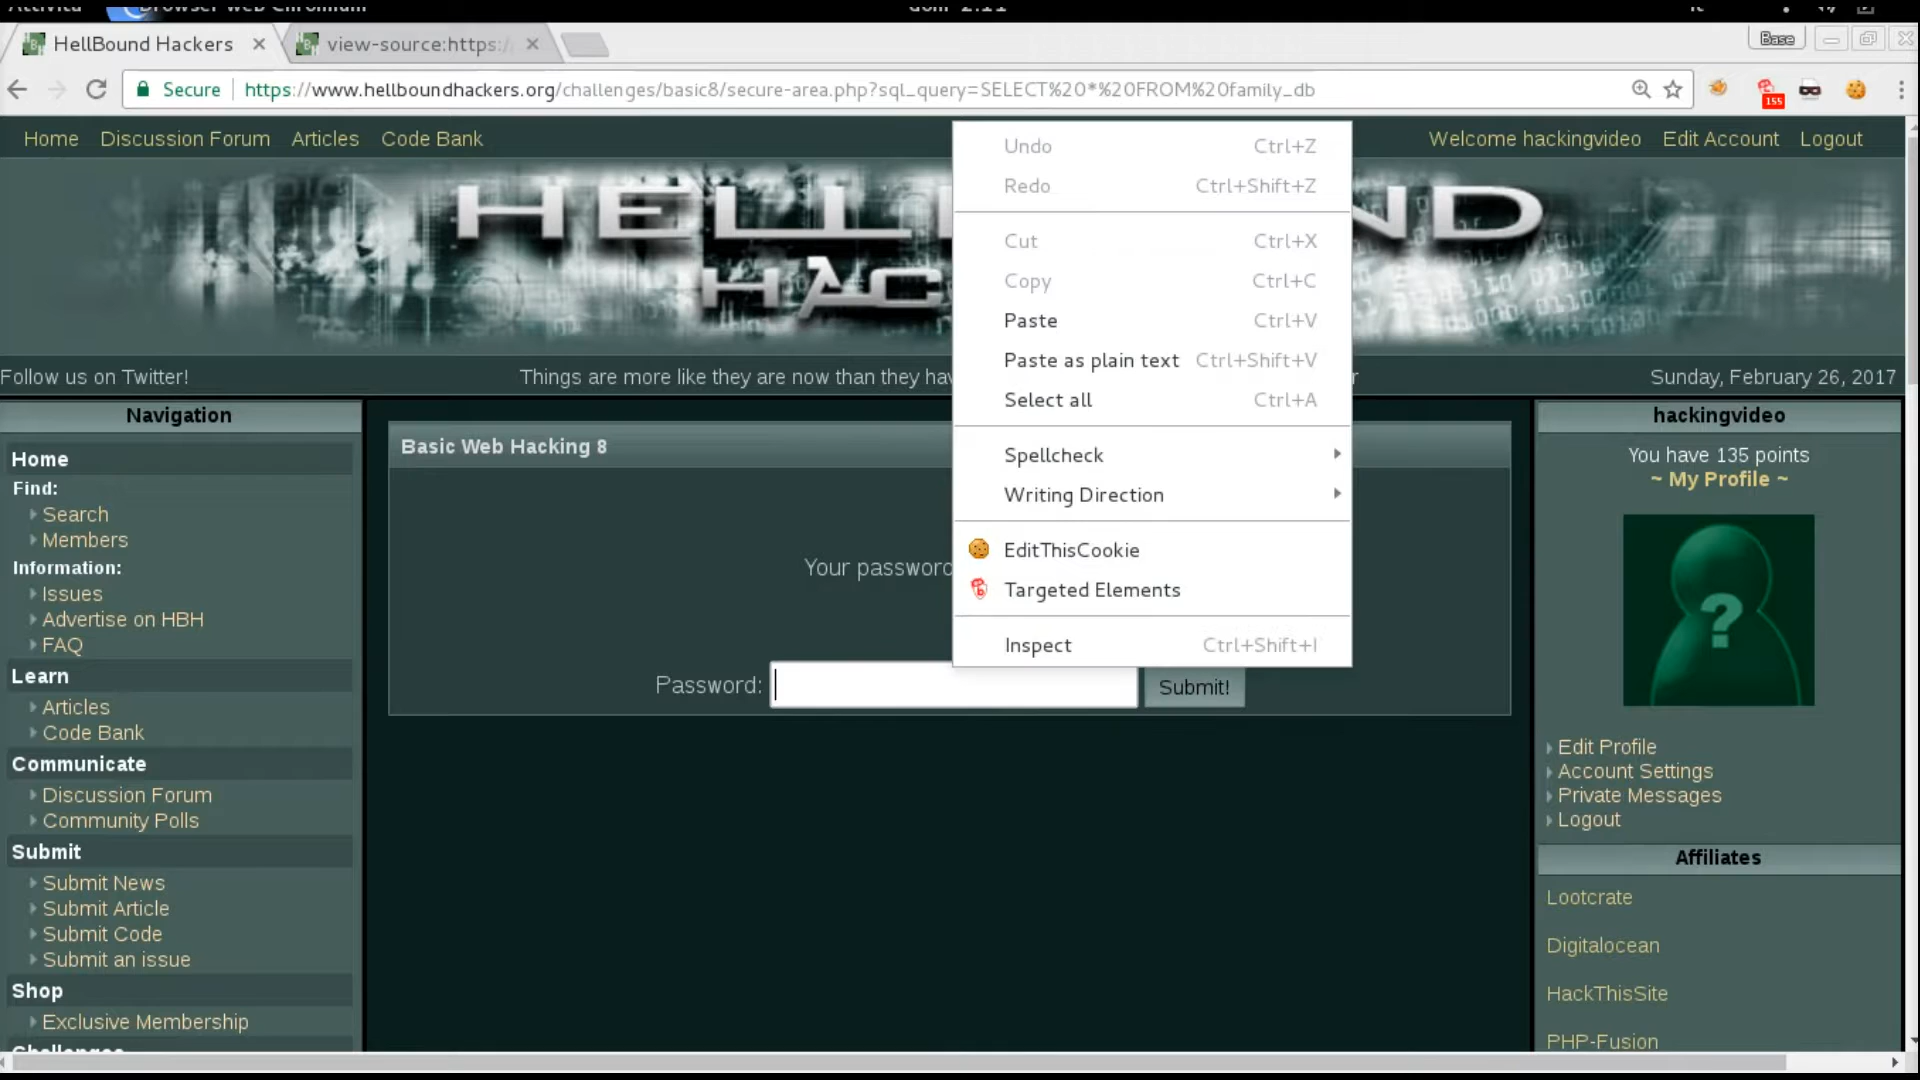 HellBound Hackers
view-source:https:/
Base
Secure
https://www.hellboundhackers.org/challenges/basic8/secure-area.php?sql_query=SELECT%20*%20FROM%20family_db
155
Home Discussion Forum Articles Code Bank
Welcome hackingvideo Edit Account Logout
Follow us on Twitter!
Things are more like they are now than they
Sunday, February 26, 2017
Navigation
Home
Find:
Search
Members
Information:
Issues
Advertise on HBH
FAQ
Learn
Articles
Code Bank
Communicate
Discussion Forum
Community Polls
Submit
Submit News
Submit Article
Submit Code
Submit an issue
Shop
Exclusive Membership
Basic Web Hacking 8
Your password
Password:
Submit!
Undo Ctrl+Z
Redo Ctrl+Shift+Z
Cut Ctrl+X
Copy Ctrl+C
Paste Ctrl+V
Paste as plain text Ctrl+Shift+V
Select all Ctrl+A
Spellcheck
Writing Direction
EditThisCookie
Targeted Elements
Inspect Ctrl+Shift+I
hackingvideo
You have 135 points
~ My Profile ~
Edit Profile
Account Settings
Private Messages
Logout
Affiliates
Lootcrate
Digitalocean
HackThisSite
PHP-Fusion